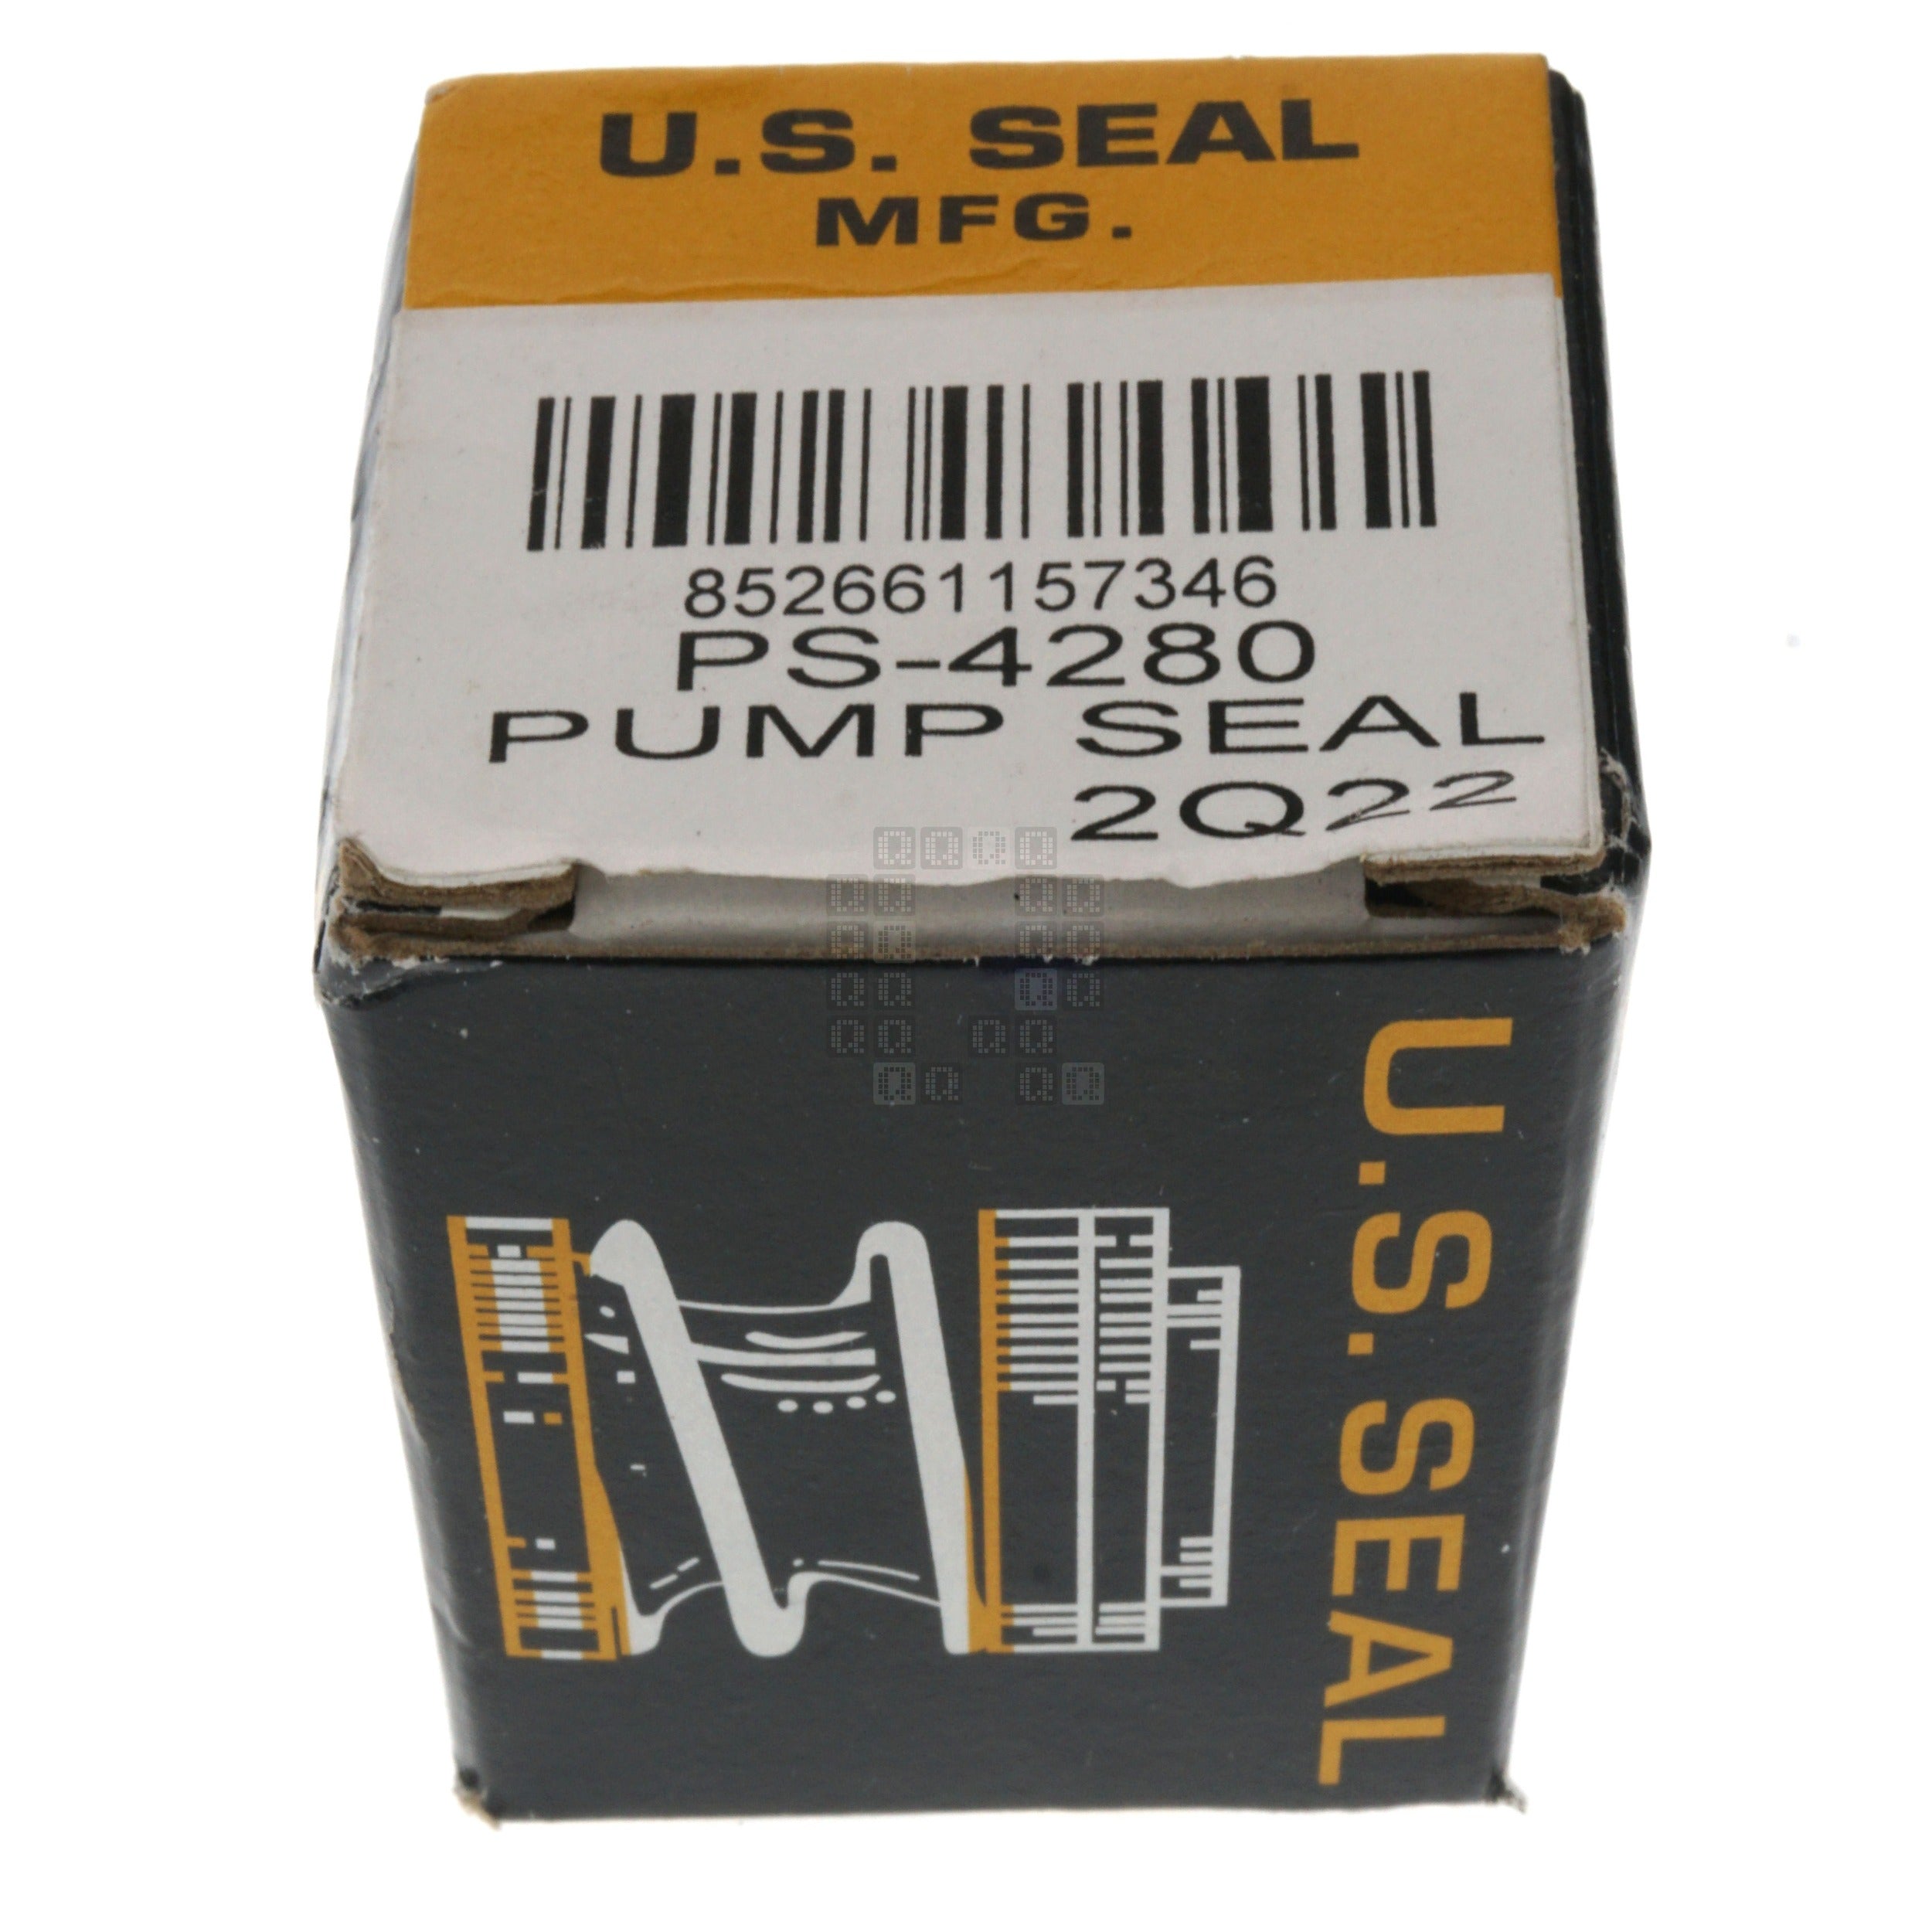 U.S. SEAL
MFG.
852661157346
PS-4280
PUMP SEAL
2Q22
U.S. SEAL